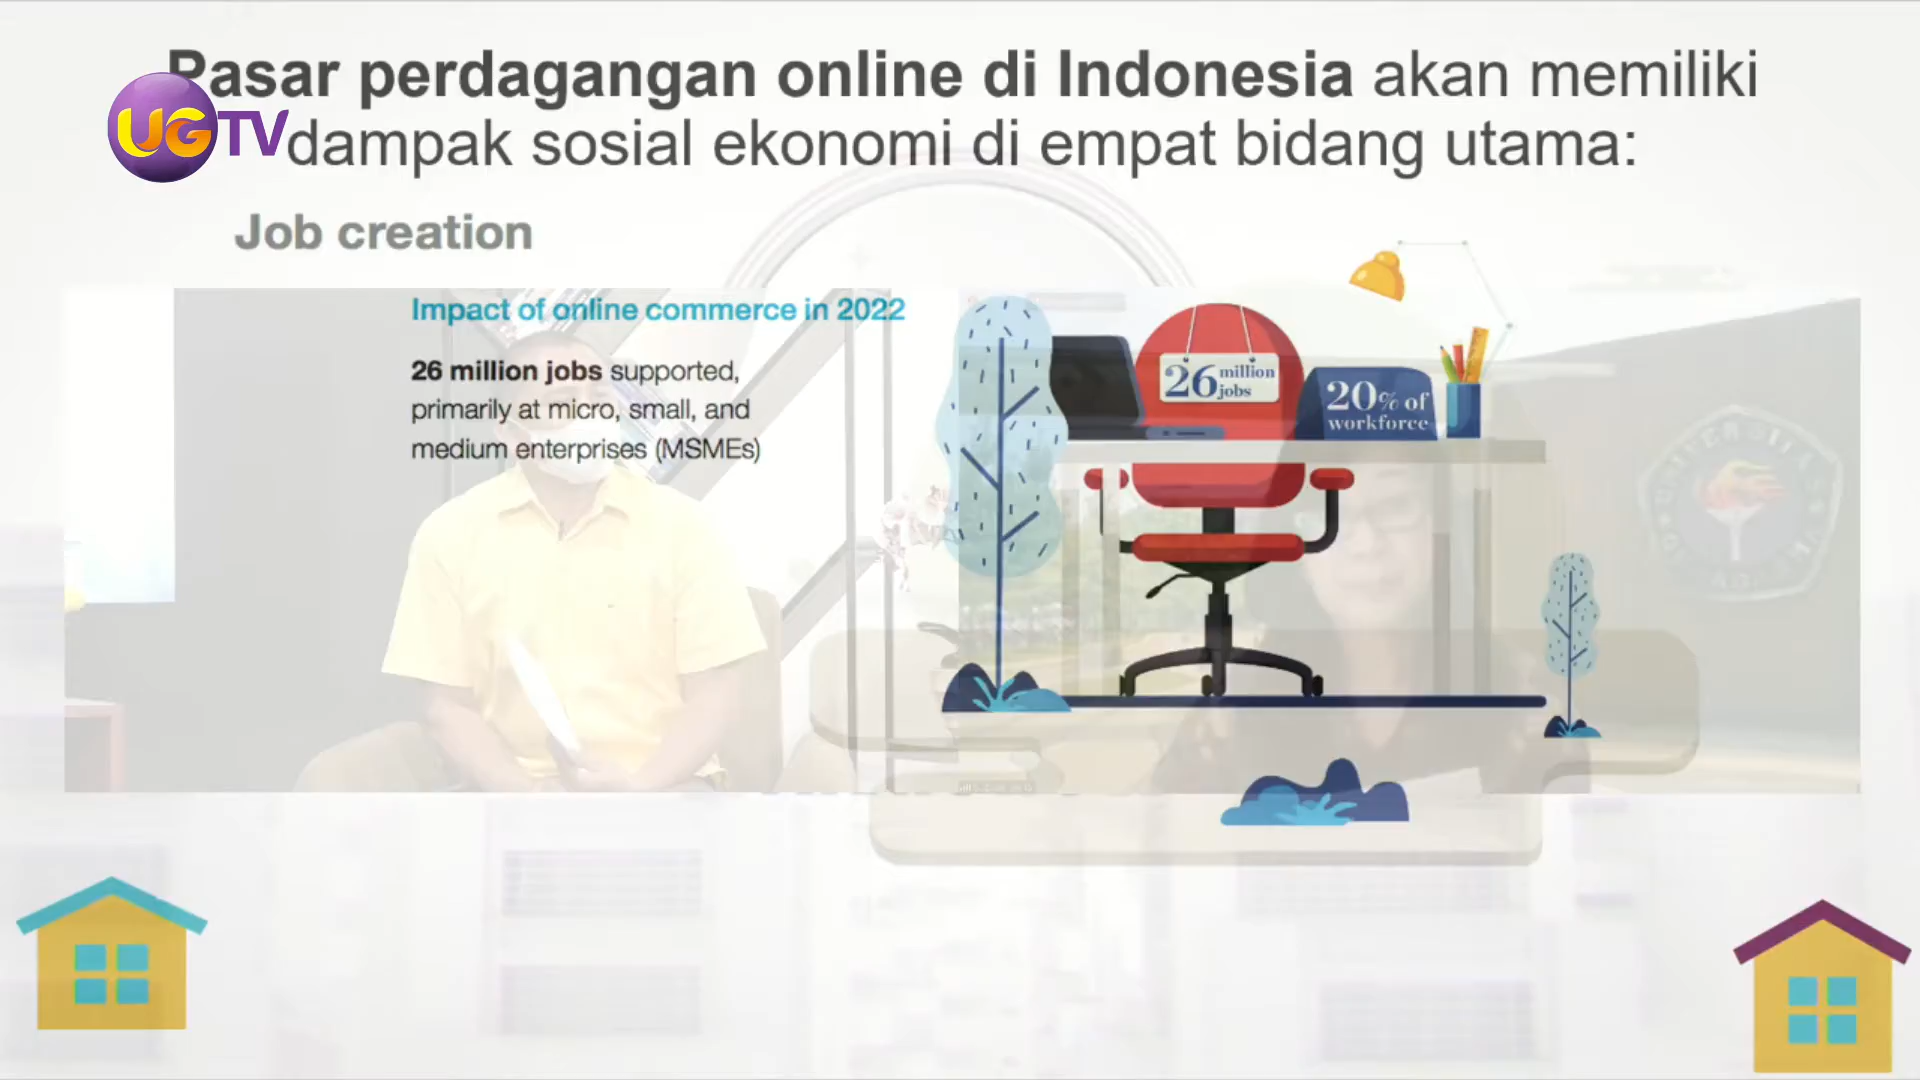 Pasar perdagangan online di Indonesia akan memiliki
UGTV
dampak sosial ekonomi di empat bidang utama:
Job creation
Impact of online commerce in 2022
26 million jobs supported,
primarily at micro, small, and
medium enterprises (MSMEs)
26 million
jobs
20% of
workforce